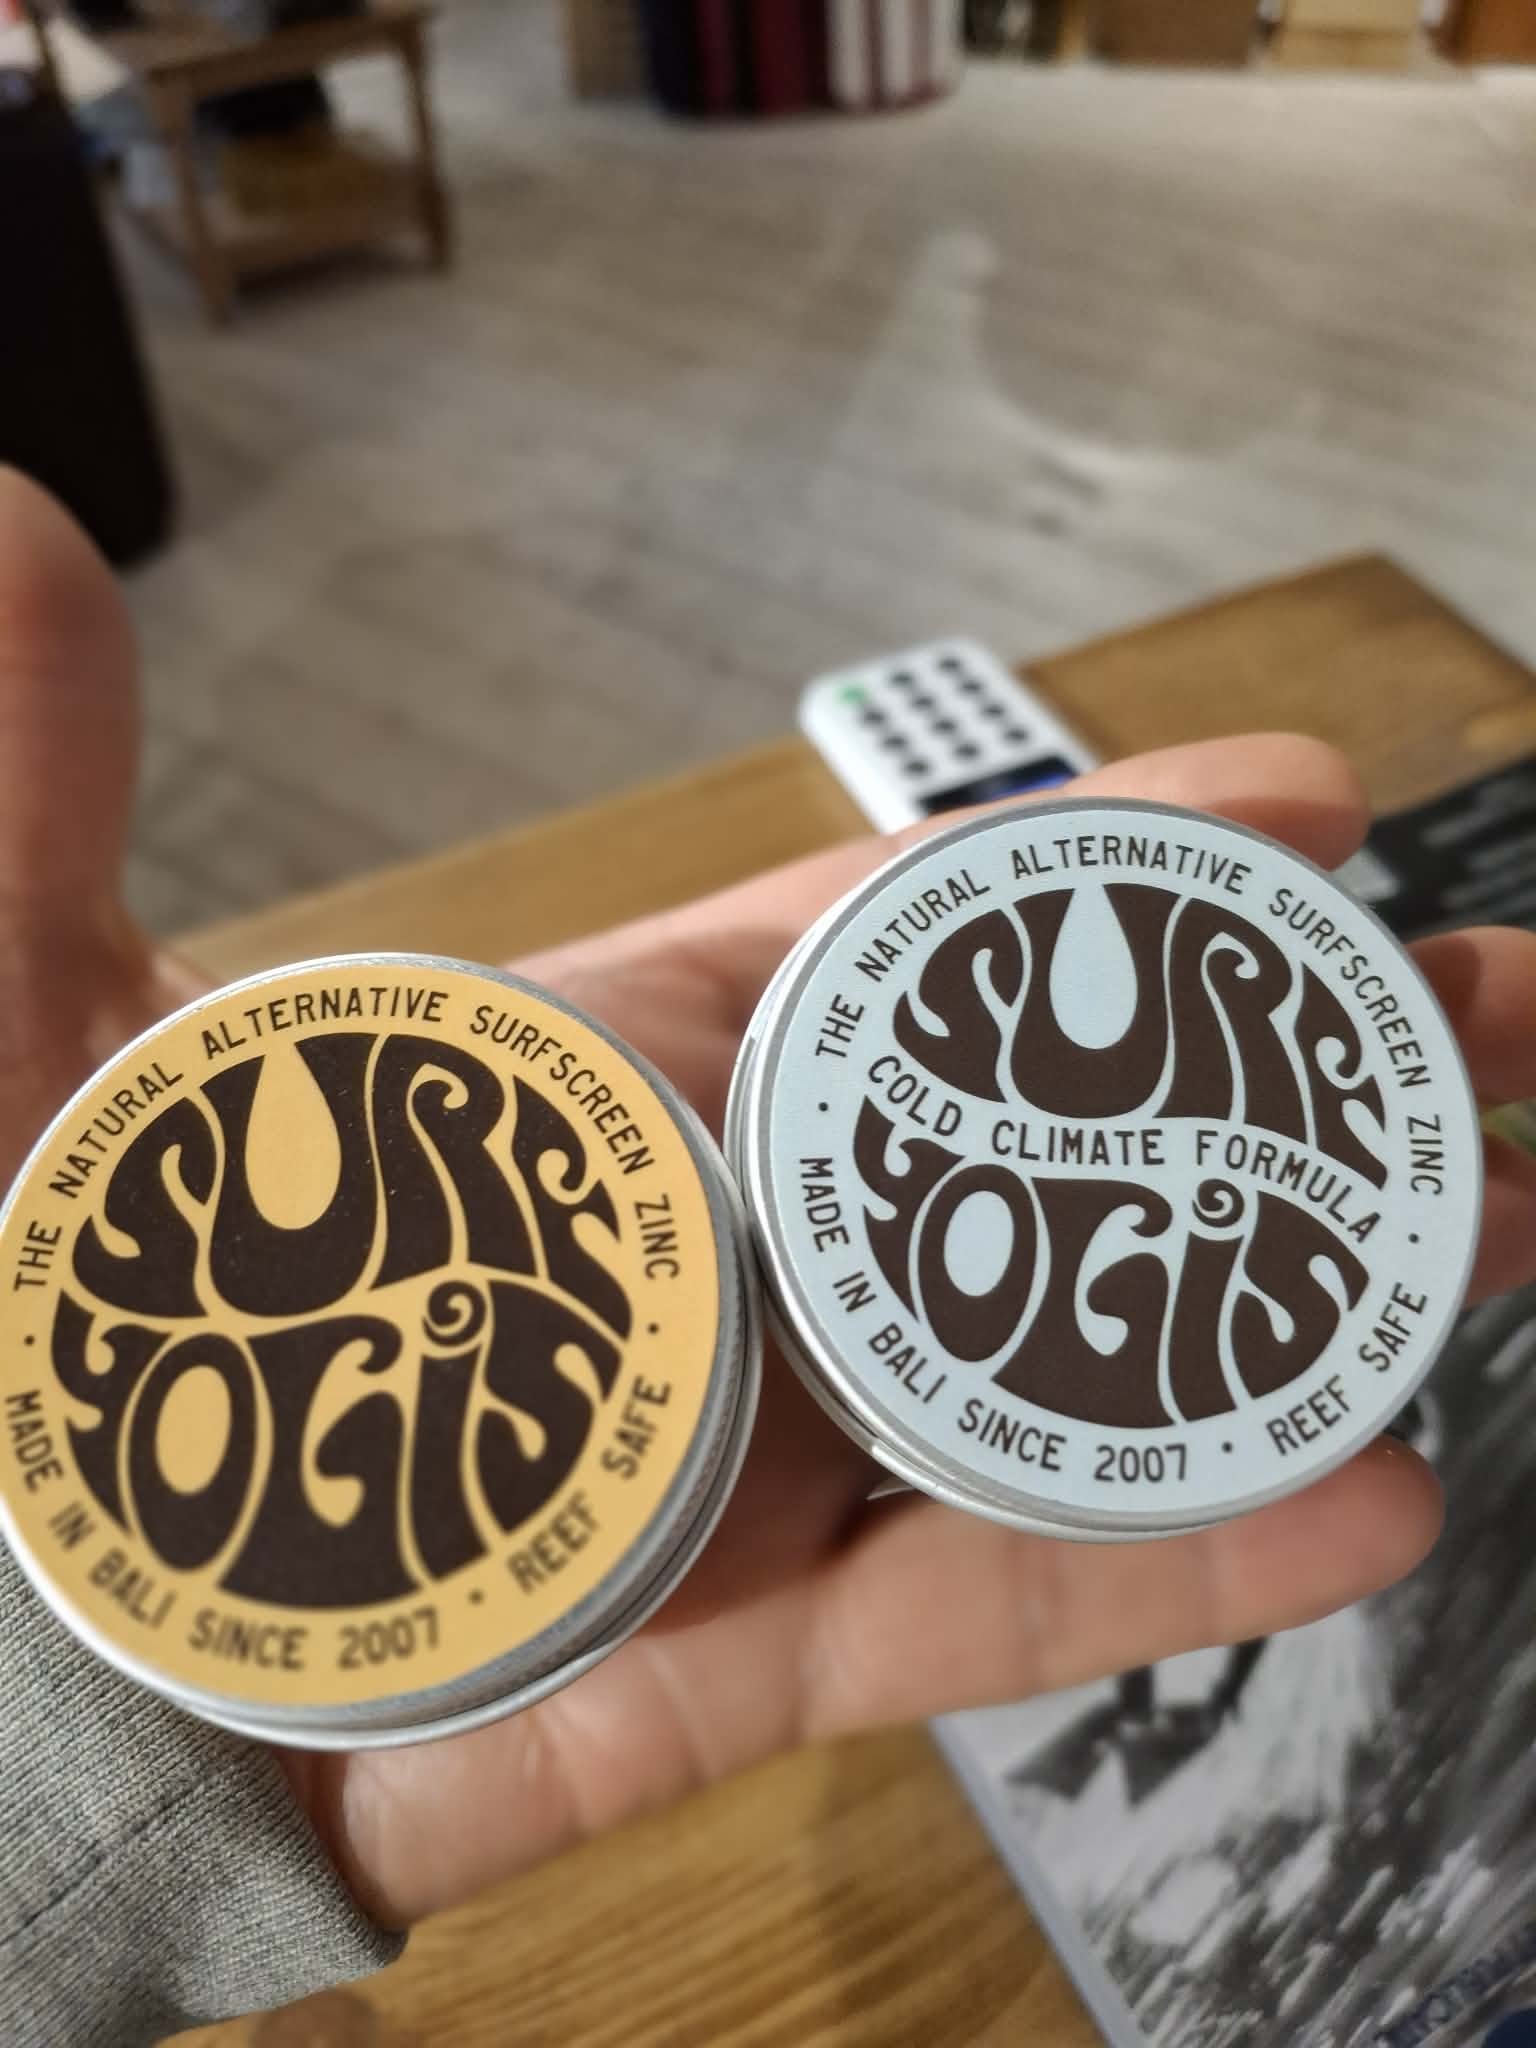 THE NATURAL ALTERNATIVE SURFSCREEN ZINC
SURF
YOGIS
• MADE IN BALI SINCE 2007 • REEF SAFE •
THE NATURAL ALTERNATIVE SURFSCREEN ZINC
SURF
COLD CLIMATE FORMULA
YOGIS
• MADE IN BALI SINCE 2007 • REEF SAFE •